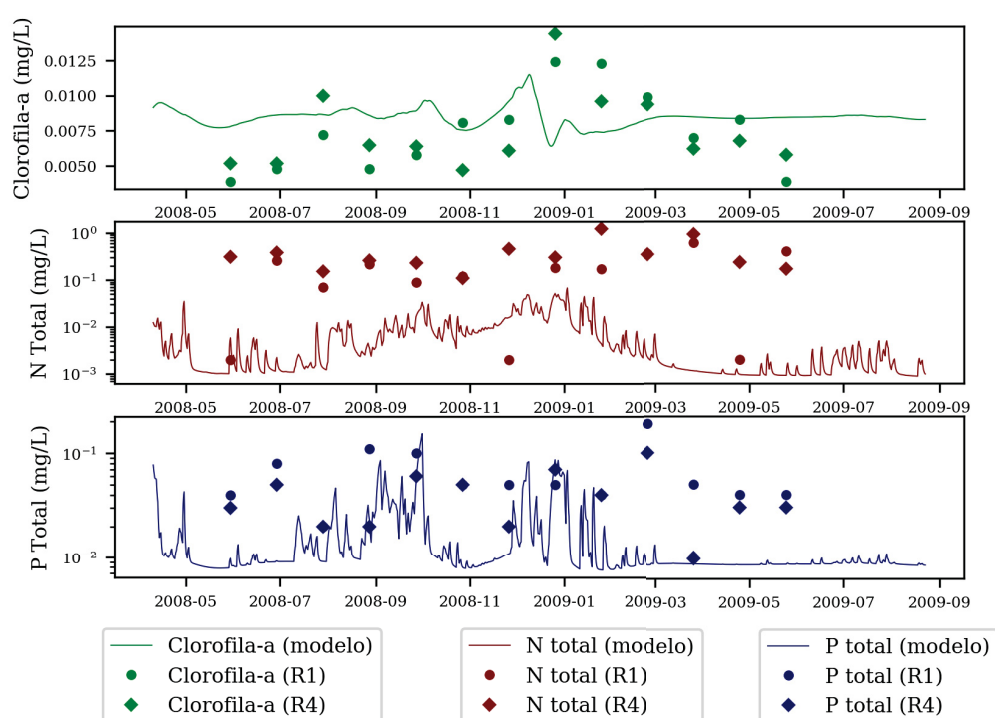 Clorofila-a (mg/L)
0.0125
0.0100
0.0075
0.0050
2008-05 2008-07 2008-09 2008-11 2009-01 2009-03 2009-05 2009-07 2009-09
N Total (mg/L)
10⁰
10⁻¹
10⁻²
10⁻³
2008-05 2008-07 2008-09 2008-11 2009-01 2009-03 2009-05 2009-07 2009-09
P Total (mg/L)
10⁻¹
10⁻²
2008-05 2008-07 2008-09 2008-11 2009-01 2009-03 2009-05 2009-07 2009-09
Clorofila-a (modelo)
Clorofila-a (R1)
Clorofila-a (R4)
N total (modelo)
N total (R1)
N total (R4)
P total (modelo)
P total (R1)
P total (R4)